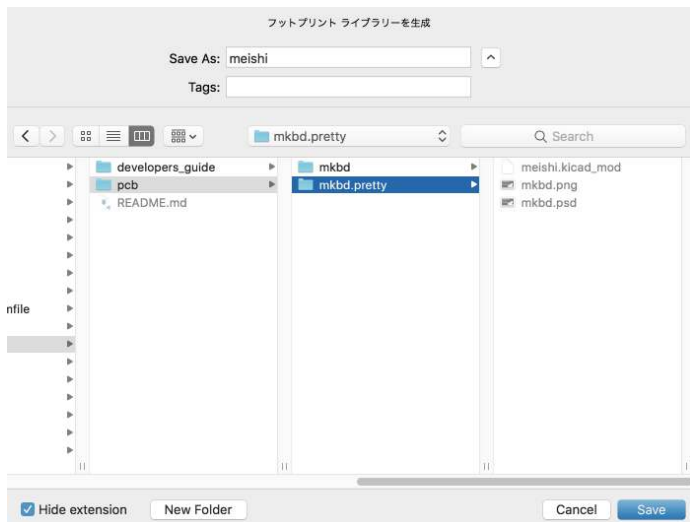 フットプリント ライブラリーを生成
Save As: meishi
Tags:
mkbd.pretty
Search
developers_guide
mkbd
meishi.kicad_mod
pcb
mkbd.pretty
mkbd.png
README.md
mkbd.psd
nfile
Hide extension
New Folder
Cancel
Save